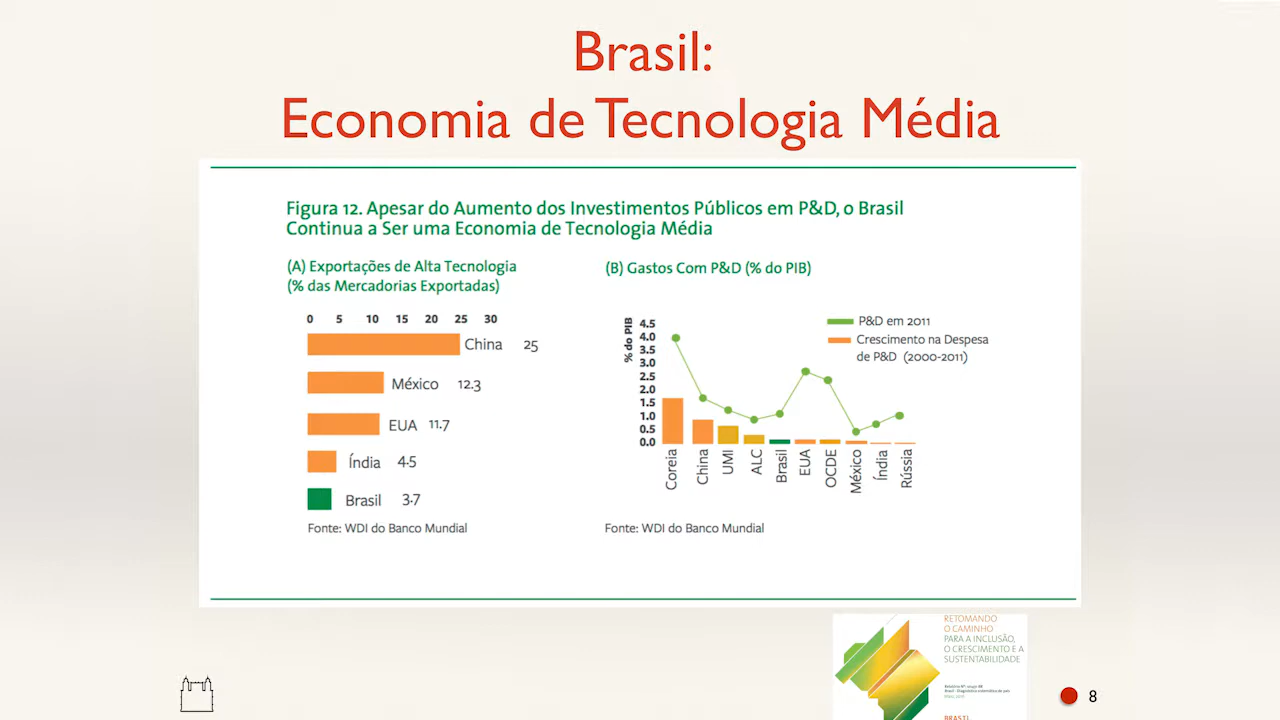 Brasil:
Economia de Tecnologia Média
Figura 12. Apesar do Aumento dos Investimentos Públicos em P&D, o Brasil
Continua a Ser uma Economia de Tecnologia Média
(A) Exportações de Alta Tecnologia
(% das Mercadorias Exportadas)
0 5 10 15 20 25 30
China 25
México 12.3
EUA 11.7
Índia 4.5
Brasil 3.7
Fonte: WDI do Banco Mundial
(B) Gastos Com P&D (% do PIB)
% do PIB
4.5
4.0
3.5
3.0
2.5
2.0
1.5
1.0
0.5
0.0
P&D em 2011
Crescimento na Despesa
de P&D (2000-2011)
Coreia
China
UMI
ALC
Brasil
EUA
OCDE
México
Índia
Rússia
Fonte: WDI do Banco Mundial
RETOMANDO
O CAMINHO
PARA A INCLUSÃO,
O CRESCIMENTO E A
SUSTENTABILIDADE
Brasil - Diagnóstico sistemático de país
8